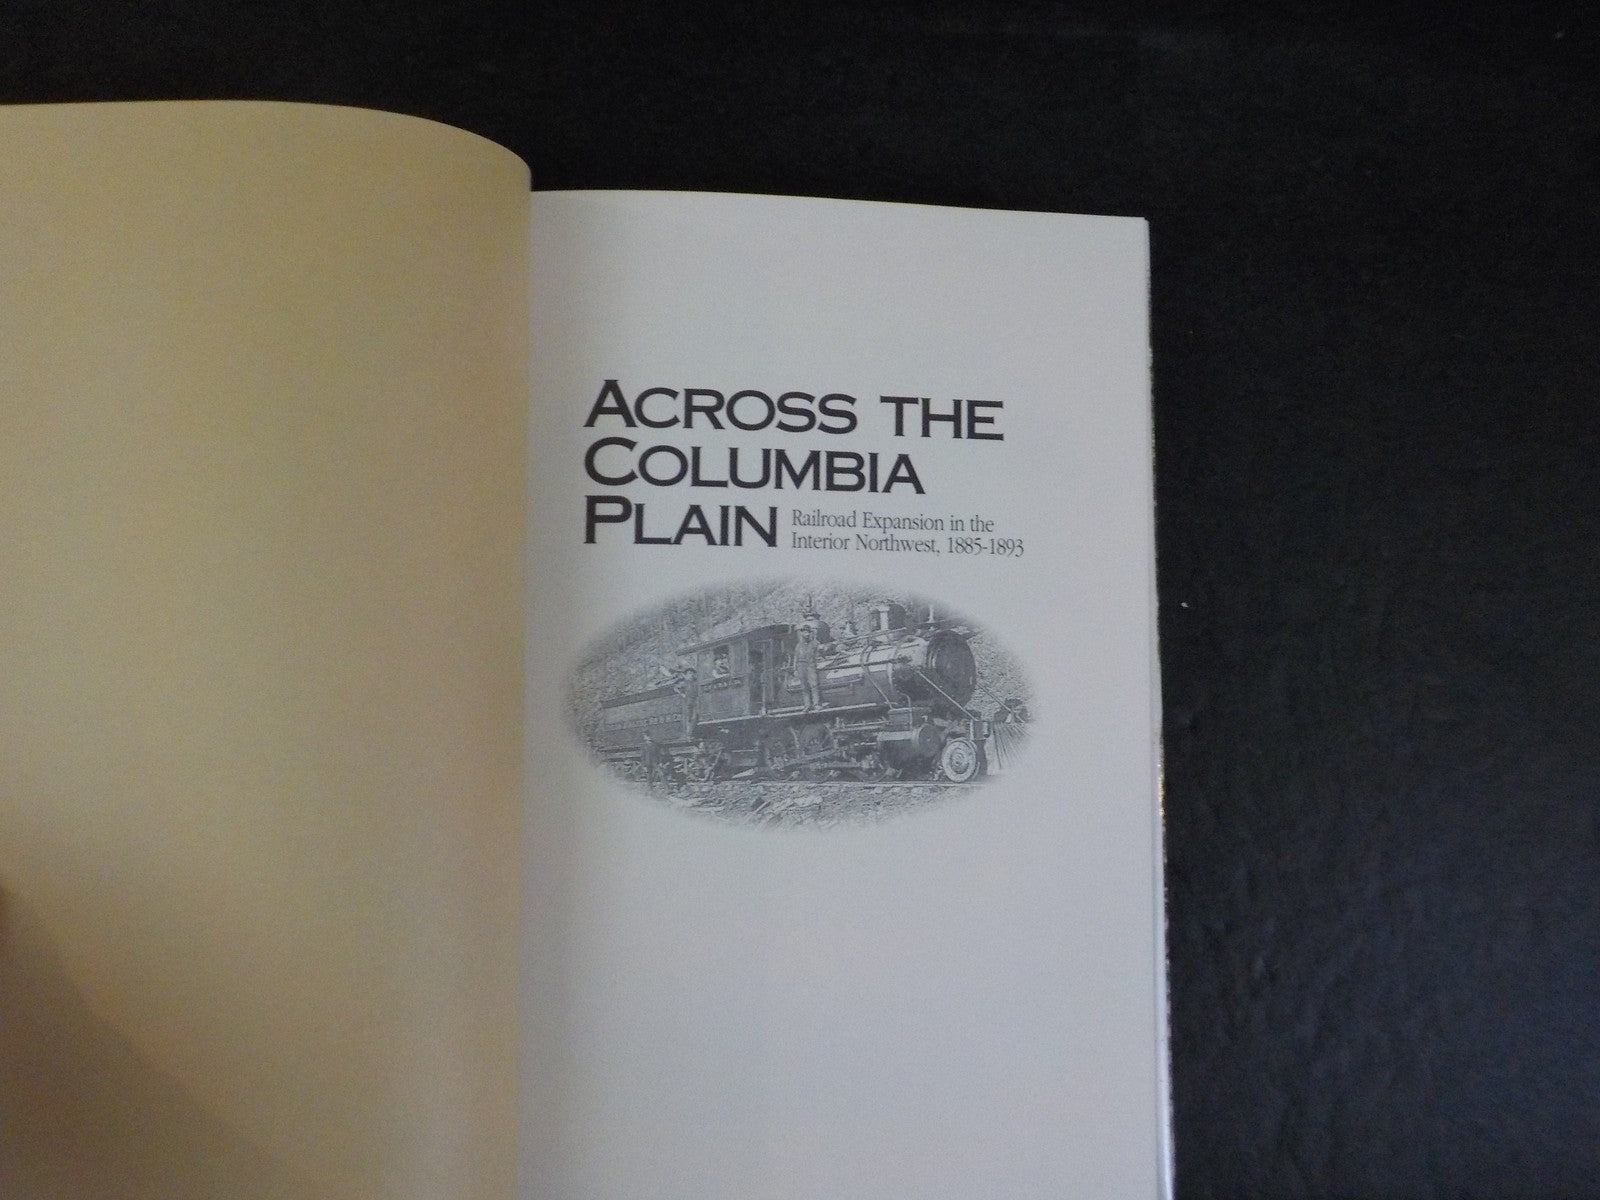 ACROSS THE
COLUMBIA
PLAIN
Railroad Expansion in the
Interior Northwest, 1885-1893